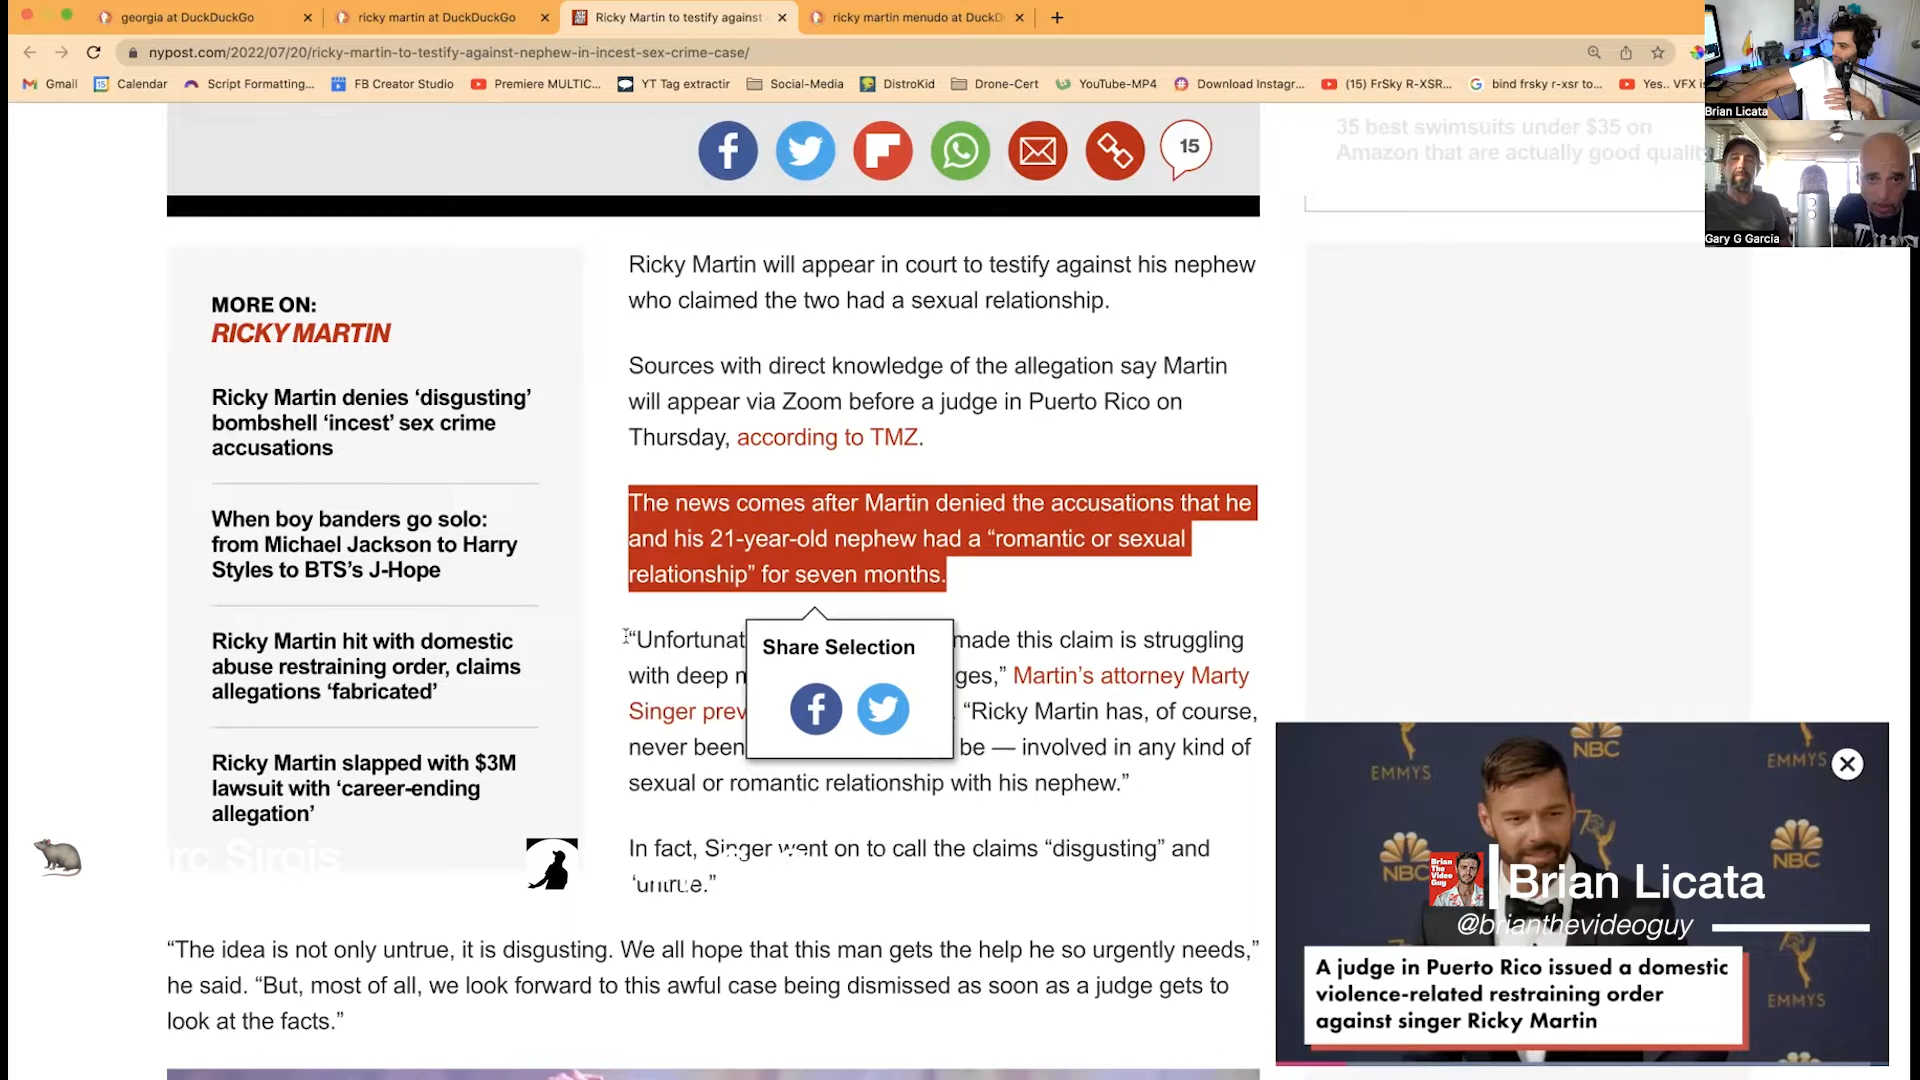 georgia at DuckDuckGo
ricky martin at DuckDuckGo
Ricky Martin to testify against
ricky martin menudo at DuckD
nypost.com/2022/07/20/ricky-martin-to-testify-against-nephew-in-incest-sex-crime-case/
Gmail
Calendar
Script Formatting...
FB Creator Studio
Premiere MULTIC...
YT Tag extractir
Social-Media
DistroKid
Drone-Cert
YouTube-MP4
Download Instagr...
(15) FrSky R-XSR...
bind frsky r-xsr to...
Yes.. VFX
Brian Licata
Gary G Garcia
15
35 best swimsuits under $35 on
Amazon that are actually good
MORE ON:
RICKY MARTIN
Ricky Martin denies ‘disgusting’
bombshell ‘incest’ sex crime
accusations
When boy banders go solo:
from Michael Jackson to Harry
Styles to BTS’s J-Hope
Ricky Martin hit with domestic
abuse restraining order, claims
allegations ‘fabricated’
Ricky Martin slapped with $3M
lawsuit with ‘career-ending
allegation’
Ricky Martin will appear in court to testify against his nephew
who claimed the two had a sexual relationship.
Sources with direct knowledge of the allegation say Martin
will appear via Zoom before a judge in Puerto Rico on
Thursday, according to TMZ.
The news comes after Martin denied the accusations that he
and his 21-year-old nephew had a “romantic or sexual
relationship” for seven months.
made this claim is struggling
with deep ges,” Martin’s attorney Marty
Singer “Ricky Martin has, of course,
never been be — involved in any kind of
sexual or romantic relationship with his nephew.”
Share Selection
In fact, Singer went on to call the claims “disgusting” and
“untrue.”
“The idea is not only untrue, it is disgusting. We all hope that this man gets the help he so urgently needs,”
he said. “But, most of all, we look forward to this awful case being dismissed as soon as a judge gets to
look at the facts.”
Sirois
NBC
EMMYS
EMMYS
NBC
NBC
EMMYS
Brian
The
Video
Guy
Brian Licata
@brianthevideoguy
A judge in Puerto Rico issued a domestic
violence-related restraining order
against singer Ricky Martin